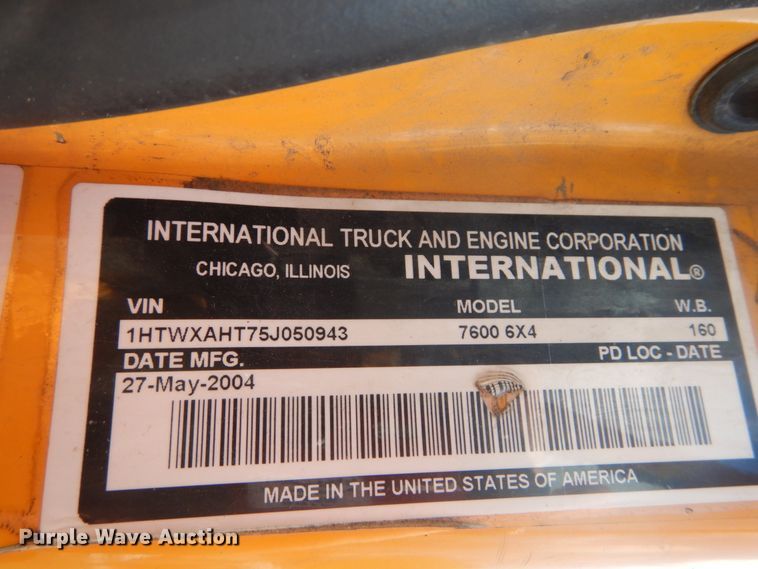 INTERNATIONAL TRUCK AND ENGINE CORPORATION
CHICAGO, ILLINOIS INTERNATIONAL®
VIN MODEL W.B.
1HTWXAHT75J050943 7600 6X4 160
DATE MFG. PD LOC - DATE
27-May-2004
MADE IN THE UNITED STATES OF AMERICA
Purple Wave Auction